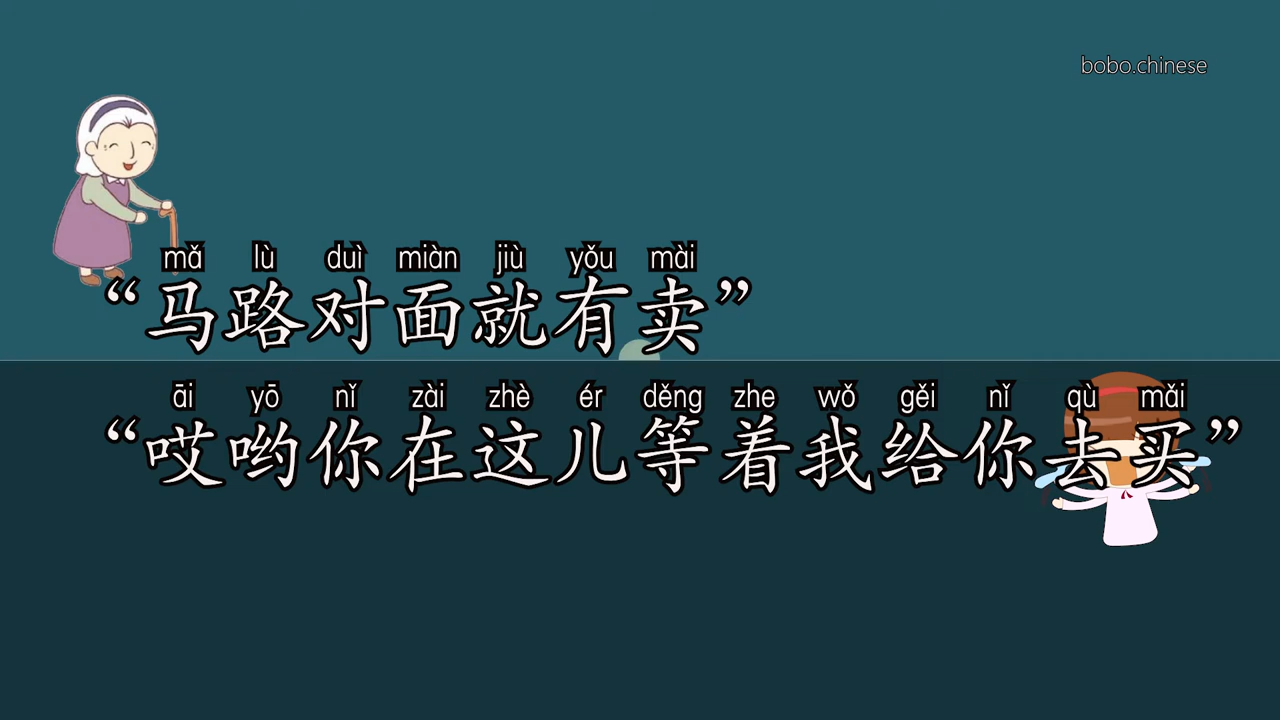 bobo.chinese
mǎ lù duì miàn jiù yǒu mài
“马路对面就有卖”
āi yō nǐ zài zhè ér děng zhe wǒ gěi nǐ qù mǎi
“哎哟你在这儿等着我给你去买”